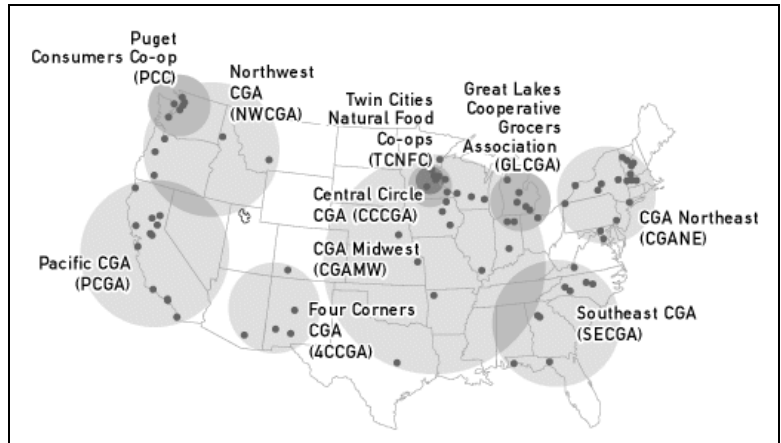 Puget
Consumers Co-op
(PCC)
Northwest
CGA
(NWCGA)
Twin Cities
Natural Food
Co-ops
(TCNFC)
Great Lakes
Cooperative
Grocers
Association
(GLCGA)
Central Circle
CGA (CCCGA)
CGA Midwest
(CGAMW)
CGA Northeast
(CGANE)
Pacific CGA
(PCGA)
Four Corners
CGA
(4CCGA)
Southeast CGA
(SECGA)